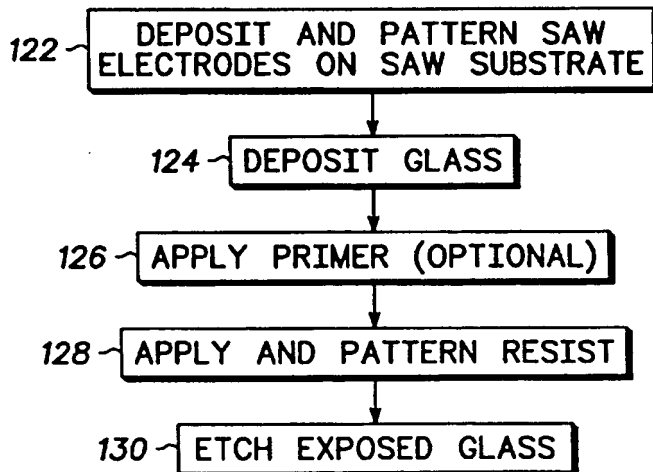 122 DEPOSIT AND PATTERN SAW
ELECTRODES ON SAW SUBSTRATE
124 DEPOSIT GLASS
126 APPLY PRIMER (OPTIONAL)
128 APPLY AND PATTERN RESIST
130 ETCH EXPOSED GLASS